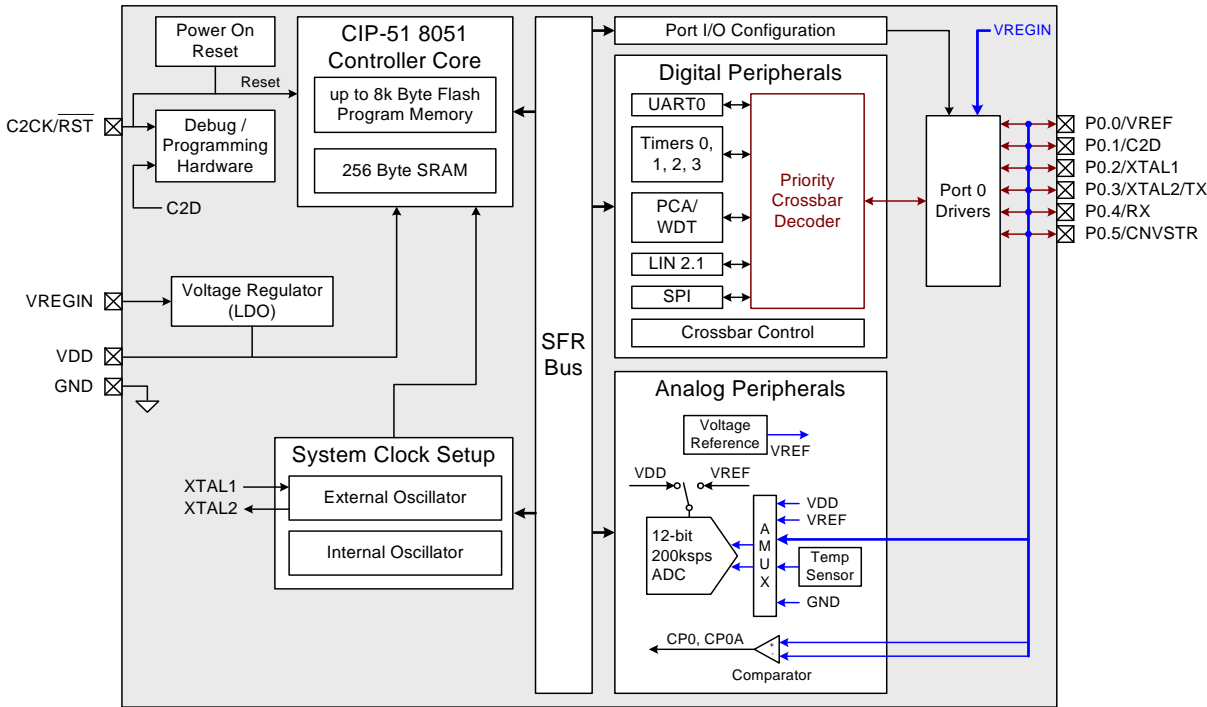 Power On
Reset
Reset
C2CK/RST
Debug /
Programming
Hardware
C2D
CIP-51 8051
Controller Core
up to 8k Byte Flash
Program Memory
256 Byte SRAM
VREGIN
Voltage Regulator
(LDO)
VDD
GND
System Clock Setup
XTAL1
XTAL2
External Oscillator
Internal Oscillator
SFR
Bus
Port I/O Configuration
Digital Peripherals
UART0
Timers 0,
1, 2, 3
PCA/
WDT
LIN 2.1
SPI
Priority
Crossbar
Decoder
Crossbar Control
Analog Peripherals
Voltage
Reference
VREF
VDD
VREF
12-bit
200ksps
ADC
A
M
U
X
VDD
VREF
Temp
Sensor
GND
CP0, CP0A
+
-
Comparator
VREGIN
Port 0
Drivers
P0.0/VREF
P0.1/C2D
P0.2/XTAL1
P0.3/XTAL2/TX
P0.4/RX
P0.5/CNVSTR